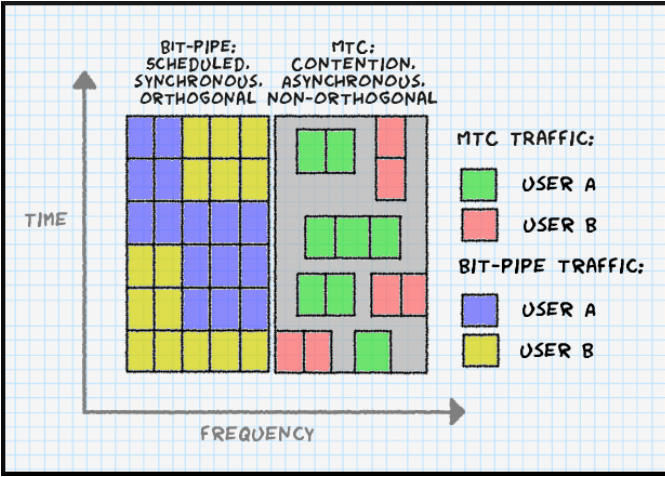 BIT-PIPE:
SCHEDULED.
SYNCHRONOUS.
ORTHOGONAL
MTC:
CONTENTION.
ASYNCHRONOUS.
NON-ORTHOGONAL
MTC TRAFFIC:
USER A
USER B
BIT-PIPE TRAFFIC:
USER A
USER B
TIME
FREQUENCY